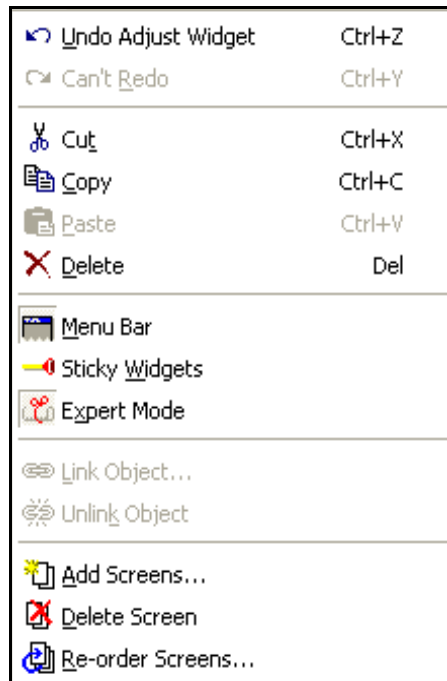 Undo Adjust Widget Ctrl+Z
Can't Redo Ctrl+Y
Cut Ctrl+X
Copy Ctrl+C
Paste Ctrl+V
Delete Del
Menu Bar
Sticky Widgets
Expert Mode
Link Object...
Unlink Object
Add Screens...
Delete Screen
Re-order Screens...